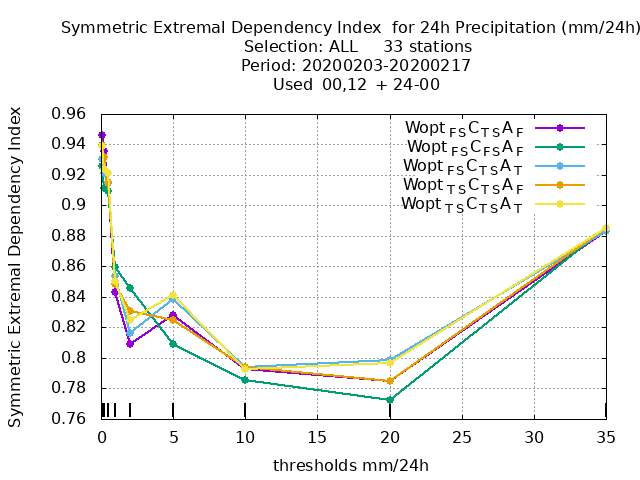 Symmetric Extremal Dependency Index for 24h Precipitation (mm/24h)
Selection: ALL 33 stations
Period: 20200203-20200217
Used 00,12 + 24-00
Symmetric Extremal Dependency Index
0.96
0.94
0.92
0.9
0.88
0.86
0.84
0.82
0.8
0.78
0.76
Wopt FS C TS A F
Wopt FS C FS A F
Wopt FS C TS A T
Wopt TS C TS A F
Wopt TS C TS A T
0 5 10 15 20 25 30 35
thresholds mm/24h